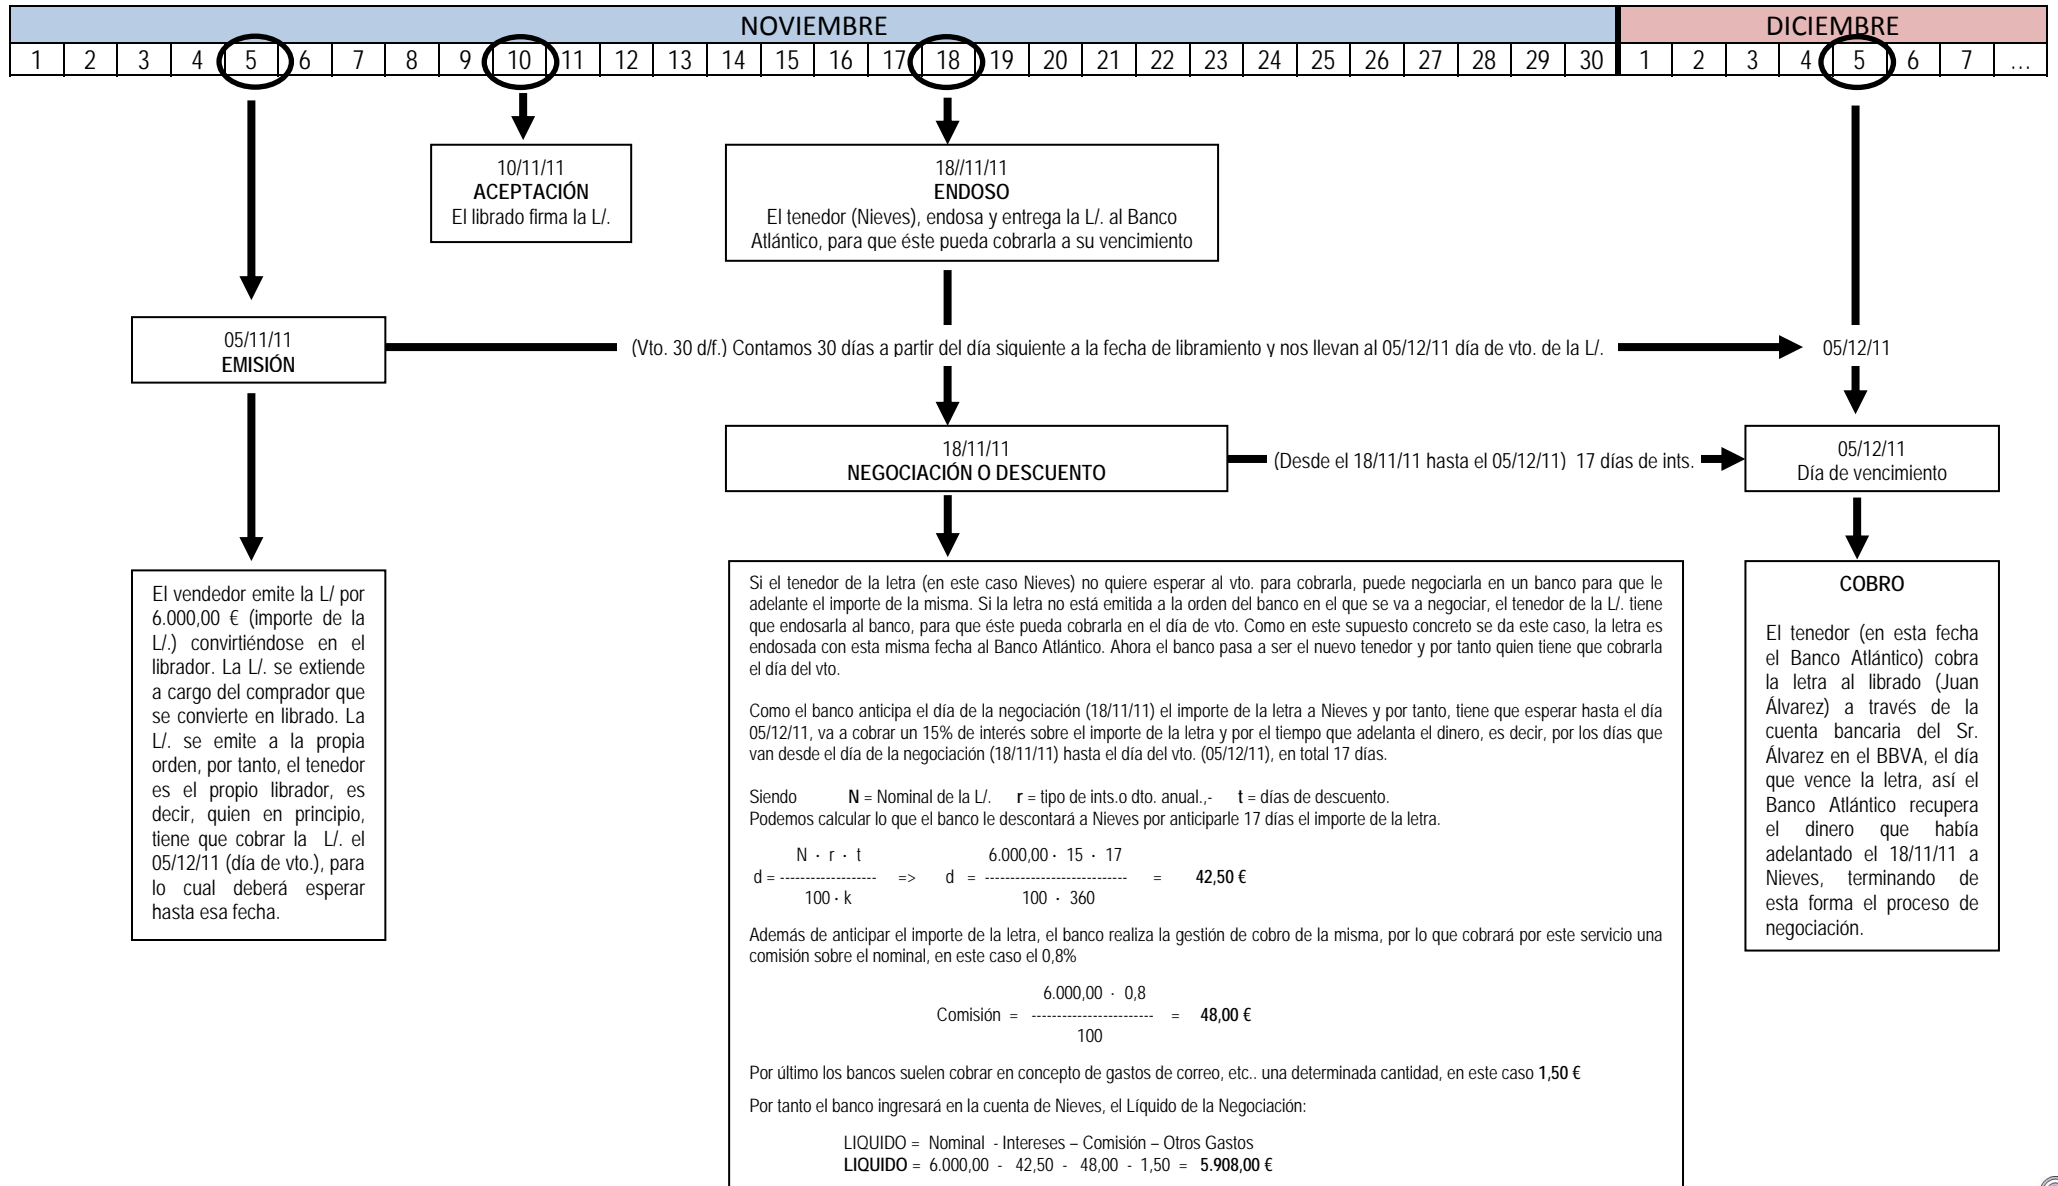 NOVIEMBRE DICIEMBRE
1 2 3 4 5 6 7 8 9 10 11 12 13 14 15 16 17 18 19 20 21 22 23 24 25 26 27 28 29 30 1 2 3 4 5 6 7 ...
10/11/11
ACEPTACIÓN
El librado firma la L/.
18//11/11
ENDOSO
El tenedor (Nieves), endosa y entrega la L/. al Banco
Atlántico, para que éste pueda cobrarla a su vencimiento
05/11/11
EMISIÓN
(Vto. 30 d/f.) Contamos 30 días a partir del día siguiente a la fecha de libramiento y nos llevan al 05/12/11 día de vto. de la L/.
05/12/11
18/11/11
NEGOCIACIÓN O DESCUENTO
(Desde el 18/11/11 hasta el 05/12/11) 17 días de ints.
05/12/11
Día de vencimiento
El vendedor emite la L/ por
6.000,00 € (importe de la
L/.) convirtiéndose en el
librador. La L/. se extiende
a cargo del comprador que
se convierte en librado. La
L/. se emite a la propia
orden, por tanto, el tenedor
es el propio librador, es
decir, quien en principio,
tiene que cobrar la L/. el
05/12/11 (día de vto.), para
lo cual deberá esperar
hasta esa fecha.
Si el tenedor de la letra (en este caso Nieves) no quiere esperar al vto. para cobrarla, puede negociarla en un banco para que le
adelante el importe de la misma. Si la letra no está emitida a la orden del banco en el que se va a negociar, el tenedor de la L/. tiene
que endosarla al banco, para que éste pueda cobrarla en el día de vto. Como en este supuesto concreto se da este caso, la letra es
endosada con esta misma fecha al Banco Atlántico. Ahora el banco pasa a ser el nuevo tenedor y por tanto quien tiene que cobrarla
el día del vto.
Como el banco anticipa el día de la negociación (18/11/11) el importe de la letra a Nieves y por tanto, tiene que esperar hasta el día
05/12/11, va a cobrar un 15% de interés sobre el importe de la letra y por el tiempo que adelanta el dinero, es decir, por los días que
van desde el día de la negociación (18/11/11) hasta el día del vto. (05/12/11), en total 17 días.
Siendo N = Nominal de la L/. r = tipo de ints.o dto. anual.,- t = días de descuento.
Podemos calcular lo que el banco le descontará a Nieves por anticiparle 17 días el importe de la letra.
N · r · t 6.000,00 · 15 · 17
d = ------------------- => d = ---------------------------- = 42,50 €
100 · k 100 · 360
Además de anticipar el importe de la letra, el banco realiza la gestión de cobro de la misma, por lo que cobrará por este servicio una
comisión sobre el nominal, en este caso el 0,8%
6.000,00 · 0,8
Comisión = ------------------------ = 48,00 €
100
Por último los bancos suelen cobrar en concepto de gastos de correo, etc.. una determinada cantidad, en este caso 1,50 €
Por tanto el banco ingresará en la cuenta de Nieves, el Líquido de la Negociación:
LIQUIDO = Nominal - Intereses – Comisión – Otros Gastos
LIQUIDO = 6.000,00 - 42,50 - 48,00 - 1,50 = 5.908,00 €
COBRO
El tenedor (en esta fecha
el Banco Atlántico) cobra
la letra al librado (Juan
Álvarez) a través de la
cuenta bancaria del Sr.
Álvarez en el BBVA, el día
que vence la letra, así el
Banco Atlántico recupera
el dinero que había
adelantado el 18/11/11 a
Nieves, terminando de
esta forma el proceso de
negociación.